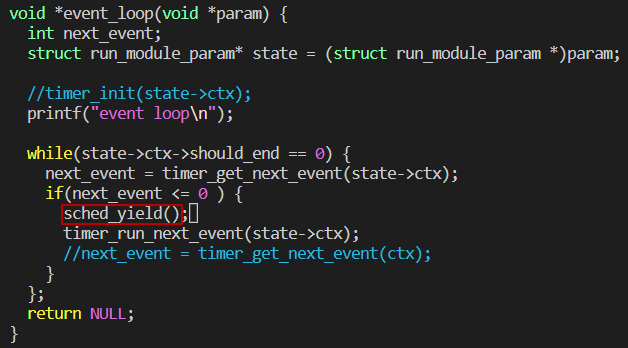 void *event_loop(void *param) {
  int next_event;
  struct run_module_param* state = (struct run_module_param *)param;

  //timer_init(state->ctx);
  printf("event loop\n");

  while(state->ctx->should_end == 0) {
    next_event = timer_get_next_event(state->ctx);
    if(next_event <= 0 ) {
      sched_yield();
      timer_run_next_event(state->ctx);
      //next_event = timer_get_next_event(ctx);
    }
  };
  return NULL;
}